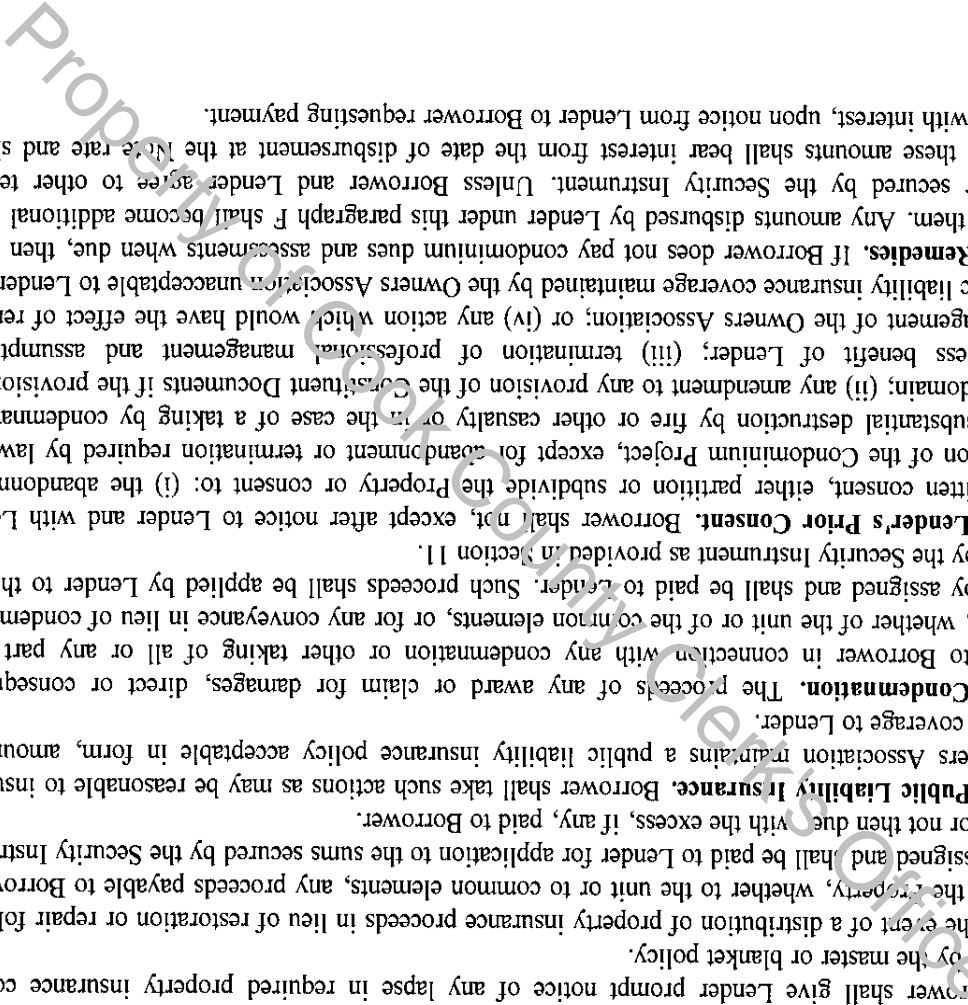 rower shall give Lender prompt notice of any lapse in required property insurance co
by the master or blanket policy.
he event of a distribution of property insurance proceeds in lieu of restoration or repair fol
the Property, whether to the unit or to common elements, any proceeds payable to Borro
ssigned and shall be paid to Lender for application to the sums secured by the Security Instr
or not then due, with the excess, if any, paid to Borrower.
Public Liability Insurance. Borrower shall take such actions as may be reasonable to insu
ers Association maintains a public liability insurance policy acceptable in form, amoun
coverage to Lender.
Condemnation. The proceeds of any award or claim for damages, direct or consequ
to Borrower in connection with any condemnation or other taking of all or any part
, whether of the unit or of the common elements, or for any conveyance in lieu of condem
by assigned and shall be paid to Lender. Such proceeds shall be applied by Lender to th
by the Security Instrument as provided in Section 11.
Lender's Prior Consent. Borrower shall not, except after notice to Lender and with L
itten consent, either partition or subdivide the Property or consent to: (i) the abandonm
on of the Condominium Project, except for abandonment or termination required by law
substantial destruction by fire or other casualty or in the case of a taking by condemna
domain; (ii) any amendment to any provision of the Constituent Documents if the provision
ess benefit of Lender; (iii) termination of professional management and assumpt
agement of the Owners Association; or (iv) any action which would have the effect of ren
c liability insurance coverage maintained by the Owners Association unacceptable to Lender
Remedies. If Borrower does not pay condominium dues and assessments when due, then
them. Any amounts disbursed by Lender under this paragraph F shall become additional
r secured by the Security Instrument. Unless Borrower and Lender agree to other te
these amounts shall bear interest from the date of disbursement at the Note rate and s
with interest, upon notice from Lender to Borrower requesting payment.
Property of Cook County Clerk's Office